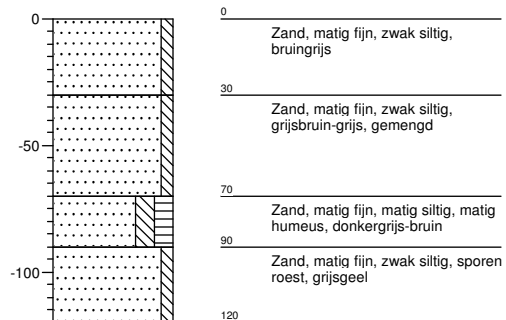 0
0
Zand, matig fijn, zwak siltig,
bruingrijs
30
Zand, matig fijn, zwak siltig,
grijsbruin-grijs, gemengd
-50
70
Zand, matig fijn, matig siltig, matig
humeus, donkergrijs-bruin
90
Zand, matig fijn, zwak siltig, sporen
roest, grijsgeel
-100
120